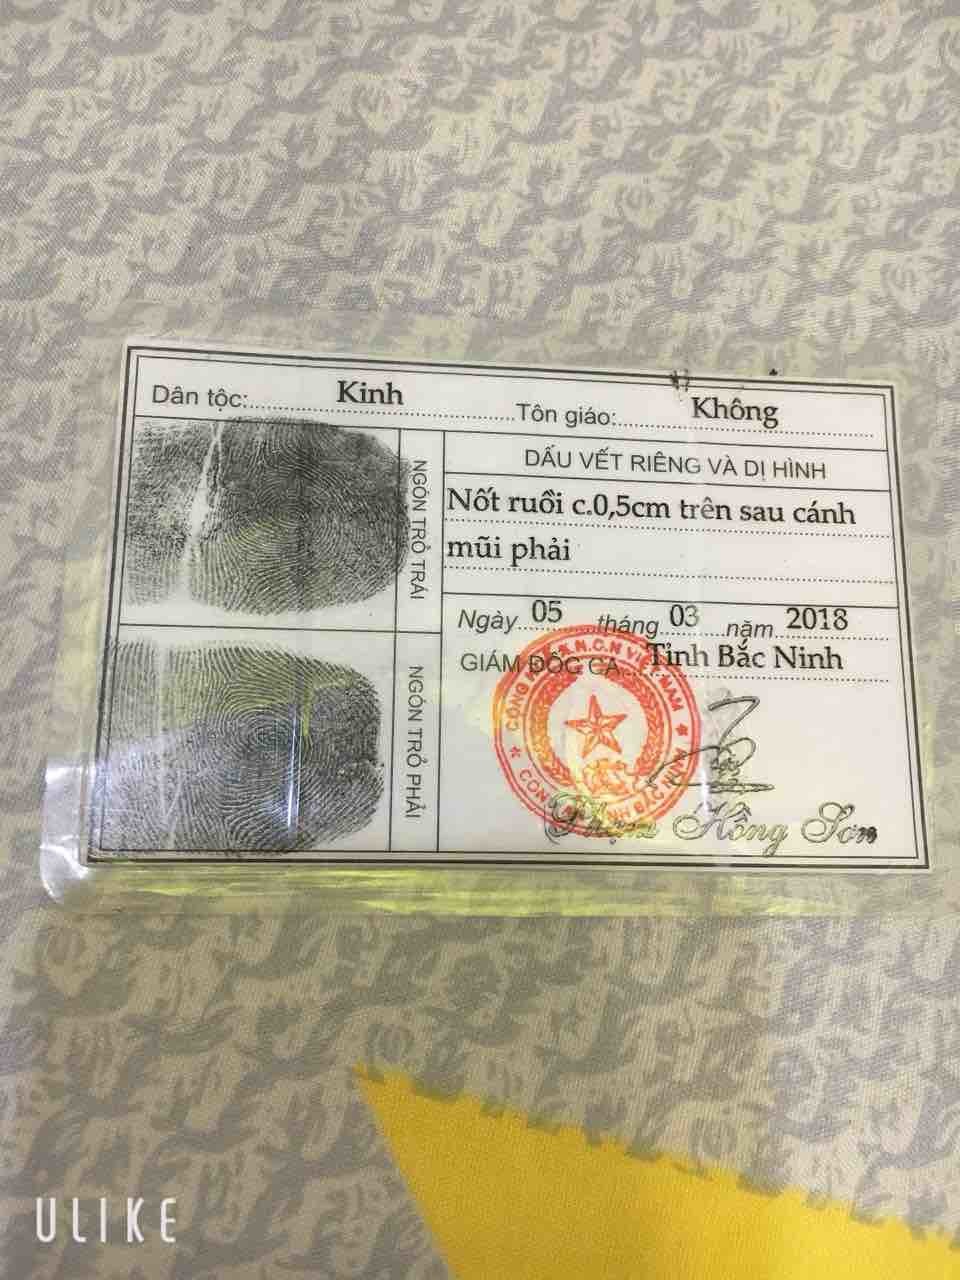 Dân tộc: Kinh Tôn giáo: Không
NGÓN TRỎ TRÁI
NGÓN TRỎ PHẢI
DẤU VẾT RIÊNG VÀ DỊ HÌNH
Nốt ruồi c.0,5cm trên sau cánh
mũi phải
Ngày 05 tháng 03 năm 2018
GIÁM ĐỐC CA Tỉnh Bắc Ninh
Phạm Hồng Sơn
ULIKE